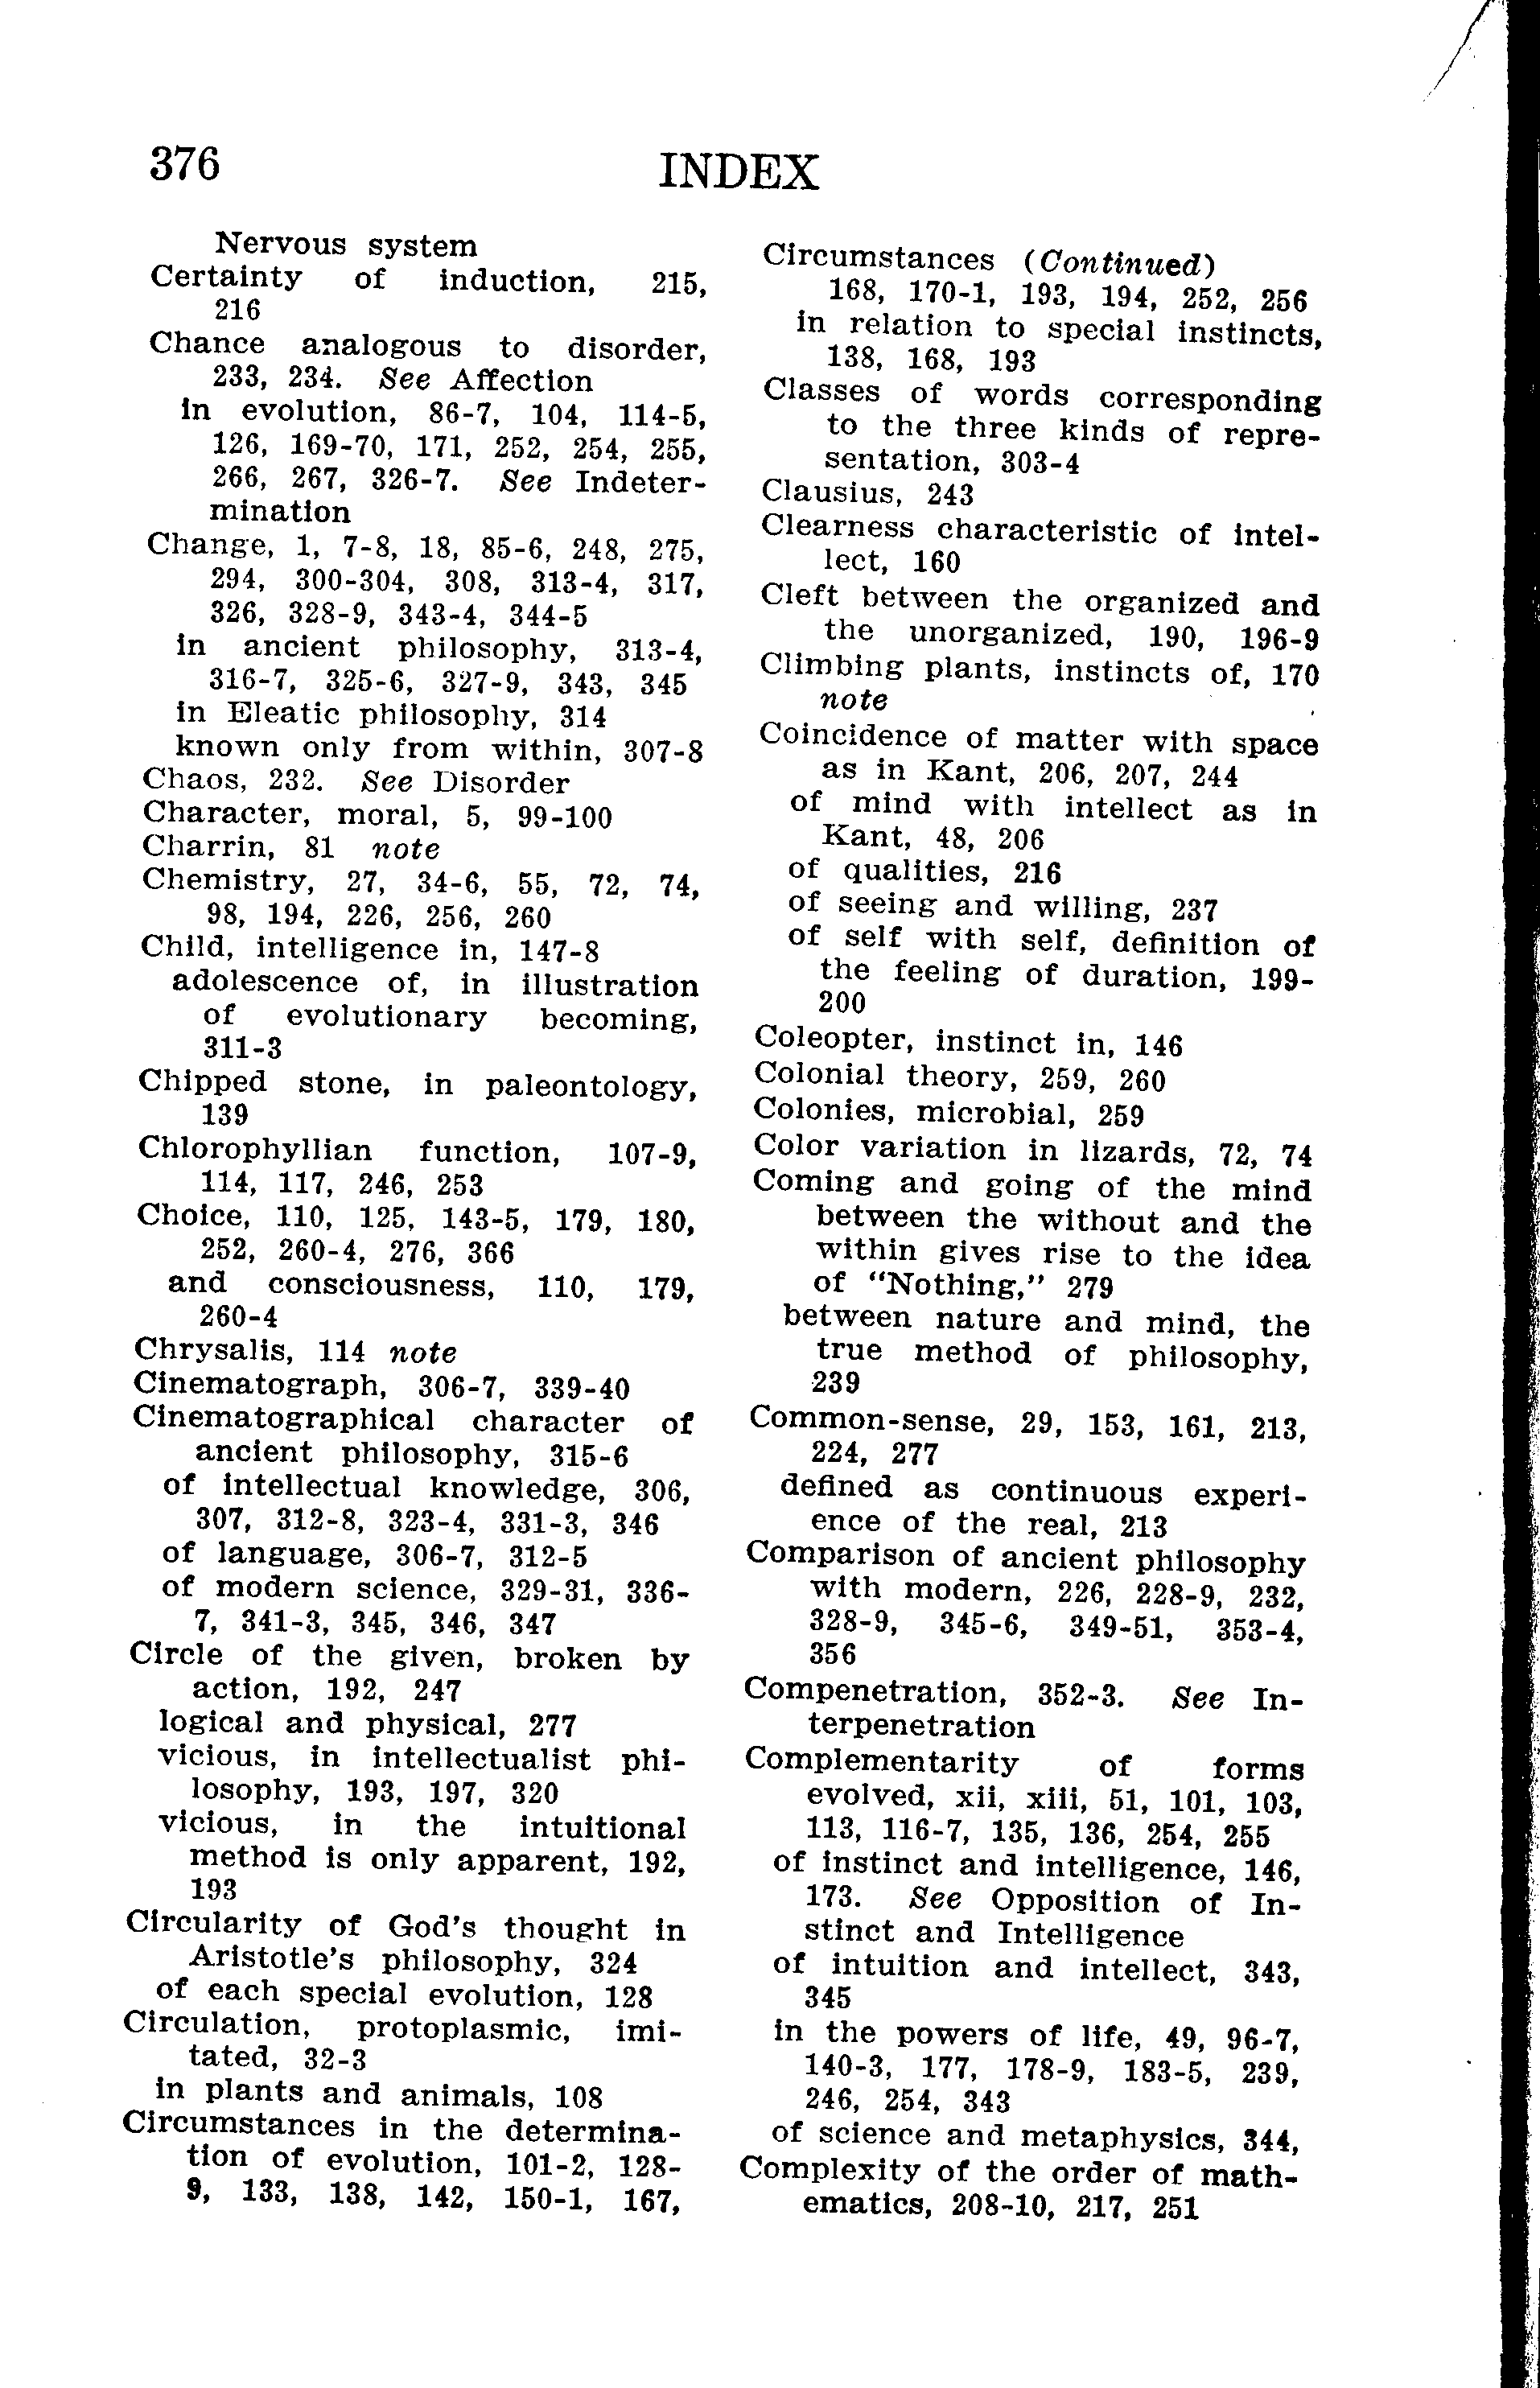 376
INDEX
Nervous system
Certainty of induction, 215,
216
Chance analogous to disorder,
233, 234. See Affection
in evolution, 86-7, 104, 114-5,
126, 169-70, 171, 252, 254, 255,
266, 267, 326-7. See Indeter-
mination
Change, 1, 7-8, 18, 85-6, 248, 275,
294, 300-304, 308, 313-4, 317,
326, 328-9, 343-4, 344-5
in ancient philosophy, 313-4,
316-7, 325-6, 327-9, 343, 345
in Eleatic philosophy, 314
known only from within, 307-8
Chaos, 232. See Disorder
Character, moral, 5, 99-100
Charrin, 81 note
Chemistry, 27, 34-6, 55, 72, 74,
98, 194, 226, 256, 260
Child, intelligence in, 147-8
adolescence of, in illustration
of evolutionary becoming,
311-3
Chipped stone, in paleontology,
139
Chlorophyllian function, 107-9,
114, 117, 246, 253
Choice, 110, 125, 143-5, 179, 180,
252, 260-4, 276, 366
and consciousness, 110, 179,
260-4
Chrysalis, 114 note
Cinematograph, 306-7, 339-40
Cinematographical character of
ancient philosophy, 315-6
of intellectual knowledge, 306,
307, 312-8, 323-4, 331-3, 346
of language, 306-7, 312-5
of modern science, 329-31, 336-
7, 341-3, 345, 346, 347
Circle of the given, broken by
action, 192, 247
logical and physical, 277
vicious, in intellectualist phi-
losophy, 193, 197, 320
vicious, in the intuitional
method is only apparent, 192,
193
Circularity of God's thought in
Aristotle's philosophy, 324
of each special evolution, 128
Circulation, protoplasmic, imi-
tated, 32-3
in plants and animals, 108
Circumstances in the determina-
tion of evolution, 101-2, 128-
9, 133, 138, 142, 150-1, 167,
Circumstances (Continued)
168, 170-1, 193, 194, 252, 256
in relation to special instincts,
138, 168, 193
Classes of words corresponding
to the three kinds of repre-
sentation, 303-4
Clausius, 243
Clearness characteristic of intel-
lect, 160
Cleft between the organized and
the unorganized, 190, 196-9
Climbing plants, instincts of, 170
note
Coincidence of matter with space
as in Kant, 206, 207, 244
of mind with intellect as in
Kant, 48, 206
of qualities, 216
of seeing and willing, 237
of self with self, definition of
the feeling of duration, 199-
200
Coleopter, instinct in, 146
Colonial theory, 259, 260
Colonies, microbial, 259
Color variation in lizards, 72, 74
Coming and going of the mind
between the without and the
within gives rise to the idea
of "Nothing," 279
between nature and mind, the
true method of philosophy,
239
Common-sense, 29, 153, 161, 213,
224, 277
defined as continuous experi-
ence of the real, 213
Comparison of ancient philosophy
with modern, 226, 228-9, 232,
328-9, 345-6, 349-51, 353-4,
356
Compenetration, 352-3. See In-
terpenetration
Complementarity of forms
evolved, xii, xiii, 51, 101, 103,
113, 116-7, 135, 136, 254, 255
of instinct and intelligence, 146,
173. See Opposition of In-
stinct and Intelligence
of intuition and intellect, 343,
345
in the powers of life, 49, 96-7,
140-3, 177, 178-9, 183-5, 239,
246, 254, 343
of science and metaphysics, 344,
Complexity of the order of math-
ematics, 208-10, 217, 251